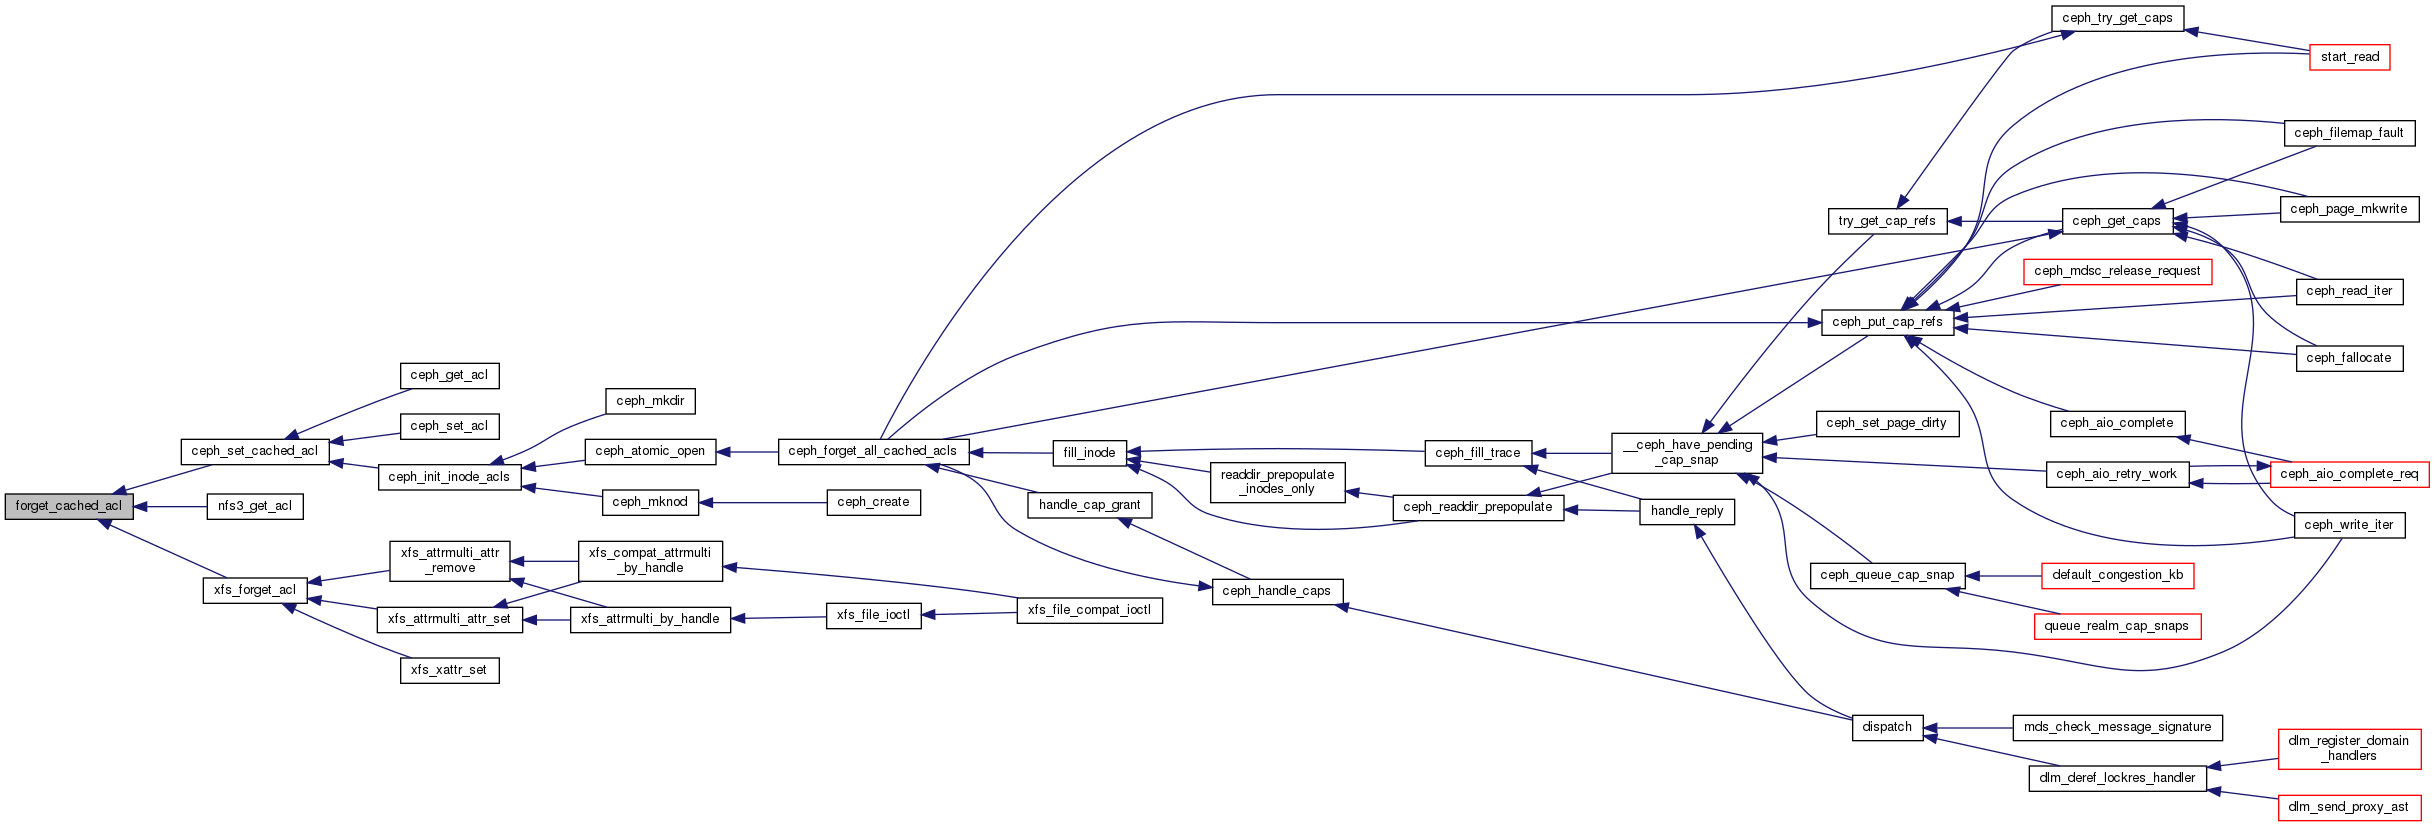 forget_cached_acl
ceph_set_cached_acl
nfs3_get_acl
xfs_forget_acl
ceph_get_acl
ceph_set_acl
ceph_init_inode_acls
xfs_attrmulti_attr
_remove
xfs_attrmulti_attr_set
xfs_xattr_set
ceph_mkdir
ceph_atomic_open
ceph_mknod
xfs_compat_attrmulti
_by_handle
xfs_attrmulti_by_handle
ceph_forget_all_cached_acls
ceph_create
xfs_file_ioctl
fill_inode
handle_cap_grant
xfs_file_compat_ioctl
readdir_prepopulate
_inodes_only
ceph_handle_caps
ceph_fill_trace
ceph_readdir_prepopulate
__ceph_have_pending
_cap_snap
handle_reply
try_get_cap_refs
ceph_put_cap_refs
ceph_set_page_dirty
ceph_queue_cap_snap
dispatch
ceph_try_get_caps
ceph_get_caps
ceph_mdsc_release_request
ceph_aio_complete
ceph_aio_retry_work
default_congestion_kb
queue_realm_cap_snaps
mds_check_message_signature
dlm_deref_lockres_handler
start_read
ceph_filemap_fault
ceph_page_mkwrite
ceph_read_iter
ceph_fallocate
ceph_aio_complete_req
ceph_write_iter
dlm_register_domain
_handlers
dlm_send_proxy_ast